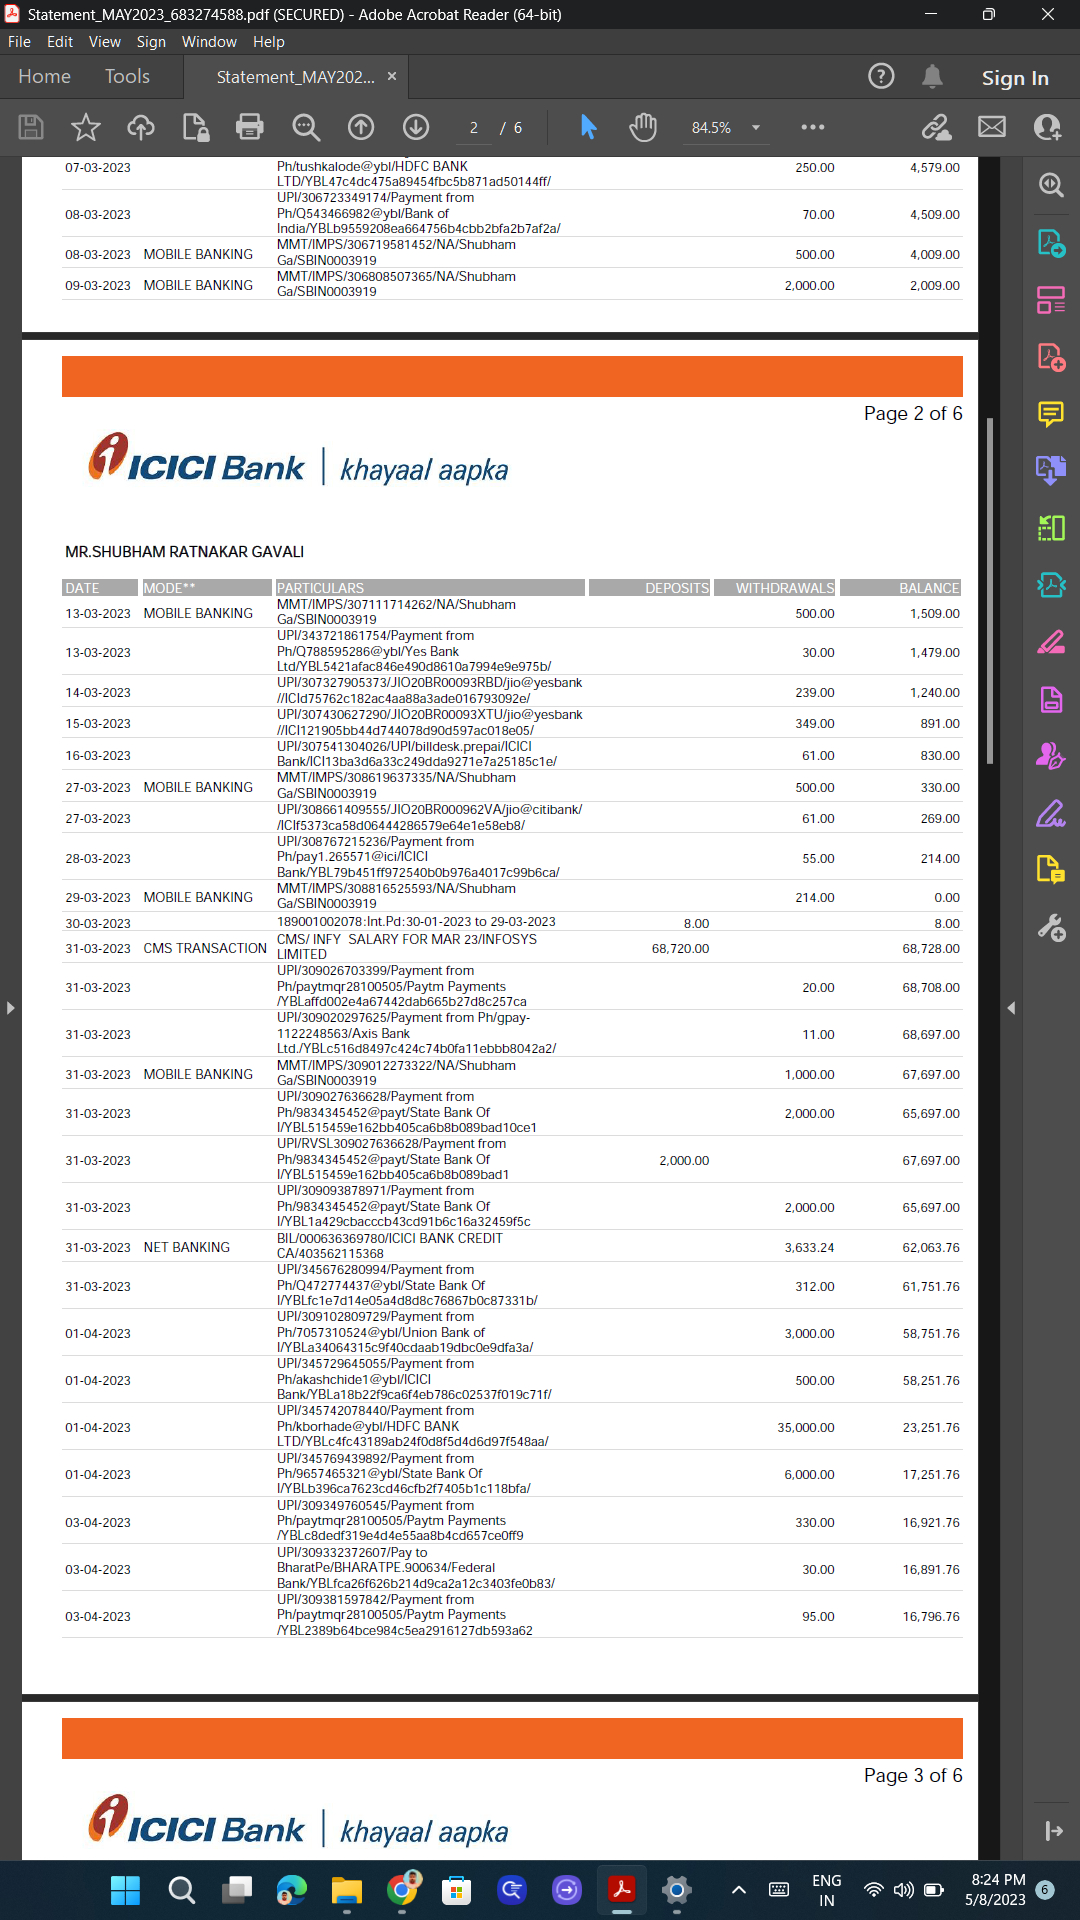 Statement_MAY2023_683274588.pdf (SECURED) - Adobe Acrobat Reader (64-bit)
File Edit View Sign Window Help
Home Tools Statement_MAY202... × Sign In
2 / 6 84.5%
07-03-2023 Ph/tushkalode@ybl/HDFC BANK 250.00 4,579.00
LTD/YBL47c4dc475a89454fbc5b871ad50144ff/
UPI/306723349174/Payment from
08-03-2023 Ph/Q543466982@ybl/Bank of 70.00 4,509.00
India/YBLb9559208ea664756b4cbb2bfa2b7af2a/
08-03-2023 MOBILE BANKING MMT/IMPS/306719581452/NA/Shubham 500.00 4,009.00
Ga/SBIN0003919
09-03-2023 MOBILE BANKING MMT/IMPS/306808507365/NA/Shubham 2,000.00 2,009.00
Ga/SBIN0003919
Page 2 of 6
ICICI Bank khayaal aapka
MR.SHUBHAM RATNAKAR GAVALI
DATE MODE** PARTICULARS DEPOSITS WITHDRAWALS BALANCE
13-03-2023 MOBILE BANKING MMT/IMPS/307111714262/NA/Shubham 500.00 1,509.00
Ga/SBIN0003919
UPI/343721861754/Payment from
13-03-2023 Ph/Q788595286@ybl/Yes Bank 30.00 1,479.00
Ltd/YBL5421afac846e490d8610a7994e9e975b/
14-03-2023 UPI/307327905373/JIO20BR00093RBD/jio@yesbank 239.00 1,240.00
//ICId75762c182ac4aa88a3ade016793092e/
15-03-2023 UPI/307430627290/JIO20BR00093XTU/jio@yesbank 349.00 891.00
//ICI121905bb44d744078d90d597ac018e05/
16-03-2023 UPI/307541304026/UPI/billdesk.prepai/ICICI 61.00 830.00
Bank/ICI13ba3d6a33c249dda9271e7a25185c1e/
27-03-2023 MOBILE BANKING MMT/IMPS/308619637335/NA/Shubham 500.00 330.00
Ga/SBIN0003919
27-03-2023 UPI/308661409555/JIO20BR000962VA/jio@citibank/ 61.00 269.00
/ICIf5373ca58d06444286579e64e1e58eb8/
UPI/308767215236/Payment from
28-03-2023 Ph/pay1.265571@ici/ICICI 55.00 214.00
Bank/YBL79b451ff972540b0b976a4017c99b6ca/
29-03-2023 MOBILE BANKING MMT/IMPS/308816525593/NA/Shubham 214.00 0.00
Ga/SBIN0003919
30-03-2023 189001002078:Int.Pd:30-01-2023 to 29-03-2023 8.00 8.00
31-03-2023 CMS TRANSACTION CMS/ INFY SALARY FOR MAR 23/INFOSYS 68,720.00 68,728.00
LIMITED
UPI/309026703399/Payment from
31-03-2023 Ph/paytmqr28100505/Paytm Payments 20.00 68,708.00
/YBLaffd002e4a67442dab665b27d8c257ca
UPI/309020297625/Payment from Ph/gpay-
31-03-2023 1122248563/Axis Bank 11.00 68,697.00
Ltd./YBLc516d8497c424c74b0fa11ebbb8042a2/
31-03-2023 MOBILE BANKING MMT/IMPS/309012273322/NA/Shubham 1,000.00 67,697.00
Ga/SBIN0003919
UPI/309027636628/Payment from
31-03-2023 Ph/9834345452@payt/State Bank Of 2,000.00 65,697.00
I/YBL515459e162bb405ca6b8b089bad10ce1
UPI/RVSL309027636628/Payment from
31-03-2023 Ph/9834345452@payt/State Bank Of 2,000.00 67,697.00
I/YBL515459e162bb405ca6b8b089bad1
UPI/309093878971/Payment from
31-03-2023 Ph/9834345452@payt/State Bank Of 2,000.00 65,697.00
I/YBL1a429cbacccb43cd91b6c16a32459f5c
31-03-2023 NET BANKING BIL/000636369780/ICICI BANK CREDIT 3,633.24 62,063.76
CA/403562115368
UPI/345676280994/Payment from
31-03-2023 Ph/Q472774437@ybl/State Bank Of 312.00 61,751.76
I/YBLfc1e7d14e05a4d8d8c76867b0c87331b/
UPI/309102809729/Payment from
01-04-2023 Ph/7057310524@ybl/Union Bank of 3,000.00 58,751.76
I/YBLa34064315c9f40cdaab19dbc0e9dfa3a/
UPI/345729645055/Payment from
01-04-2023 Ph/akashchide1@ybl/ICICI 500.00 58,251.76
Bank/YBLa18b22f9ca6f4eb786c02537f019c71f/
UPI/345742078440/Payment from
01-04-2023 Ph/kborhade@ybl/HDFC BANK 35,000.00 23,251.76
LTD/YBLc4fc43189ab24f0d8f5d4d6d97f548aa/
UPI/345769439892/Payment from
01-04-2023 Ph/9657465321@ybl/State Bank Of 6,000.00 17,251.76
I/YBLb396ca7623cd46cfb2f7405b1c118bfa/
UPI/309349760545/Payment from
03-04-2023 Ph/paytmqr28100505/Paytm Payments 330.00 16,921.76
/YBLc8dedf319e4d4e55aa8b4cd657ce0ff9
UPI/309332372607/Pay to
03-04-2023 BharatPe/BHARATPE.900634/Federal 30.00 16,891.76
Bank/YBLfca26f626b214d9ca2a12c3403fe0b83/
UPI/309381597842/Payment from
03-04-2023 Ph/paytmqr28100505/Paytm Payments 95.00 16,796.76
/YBL2389b64bce984c5ea2916127db593a62
Page 3 of 6
ICICI Bank khayaal aapka
ENG 8:24 PM
IN 5/8/2023 6